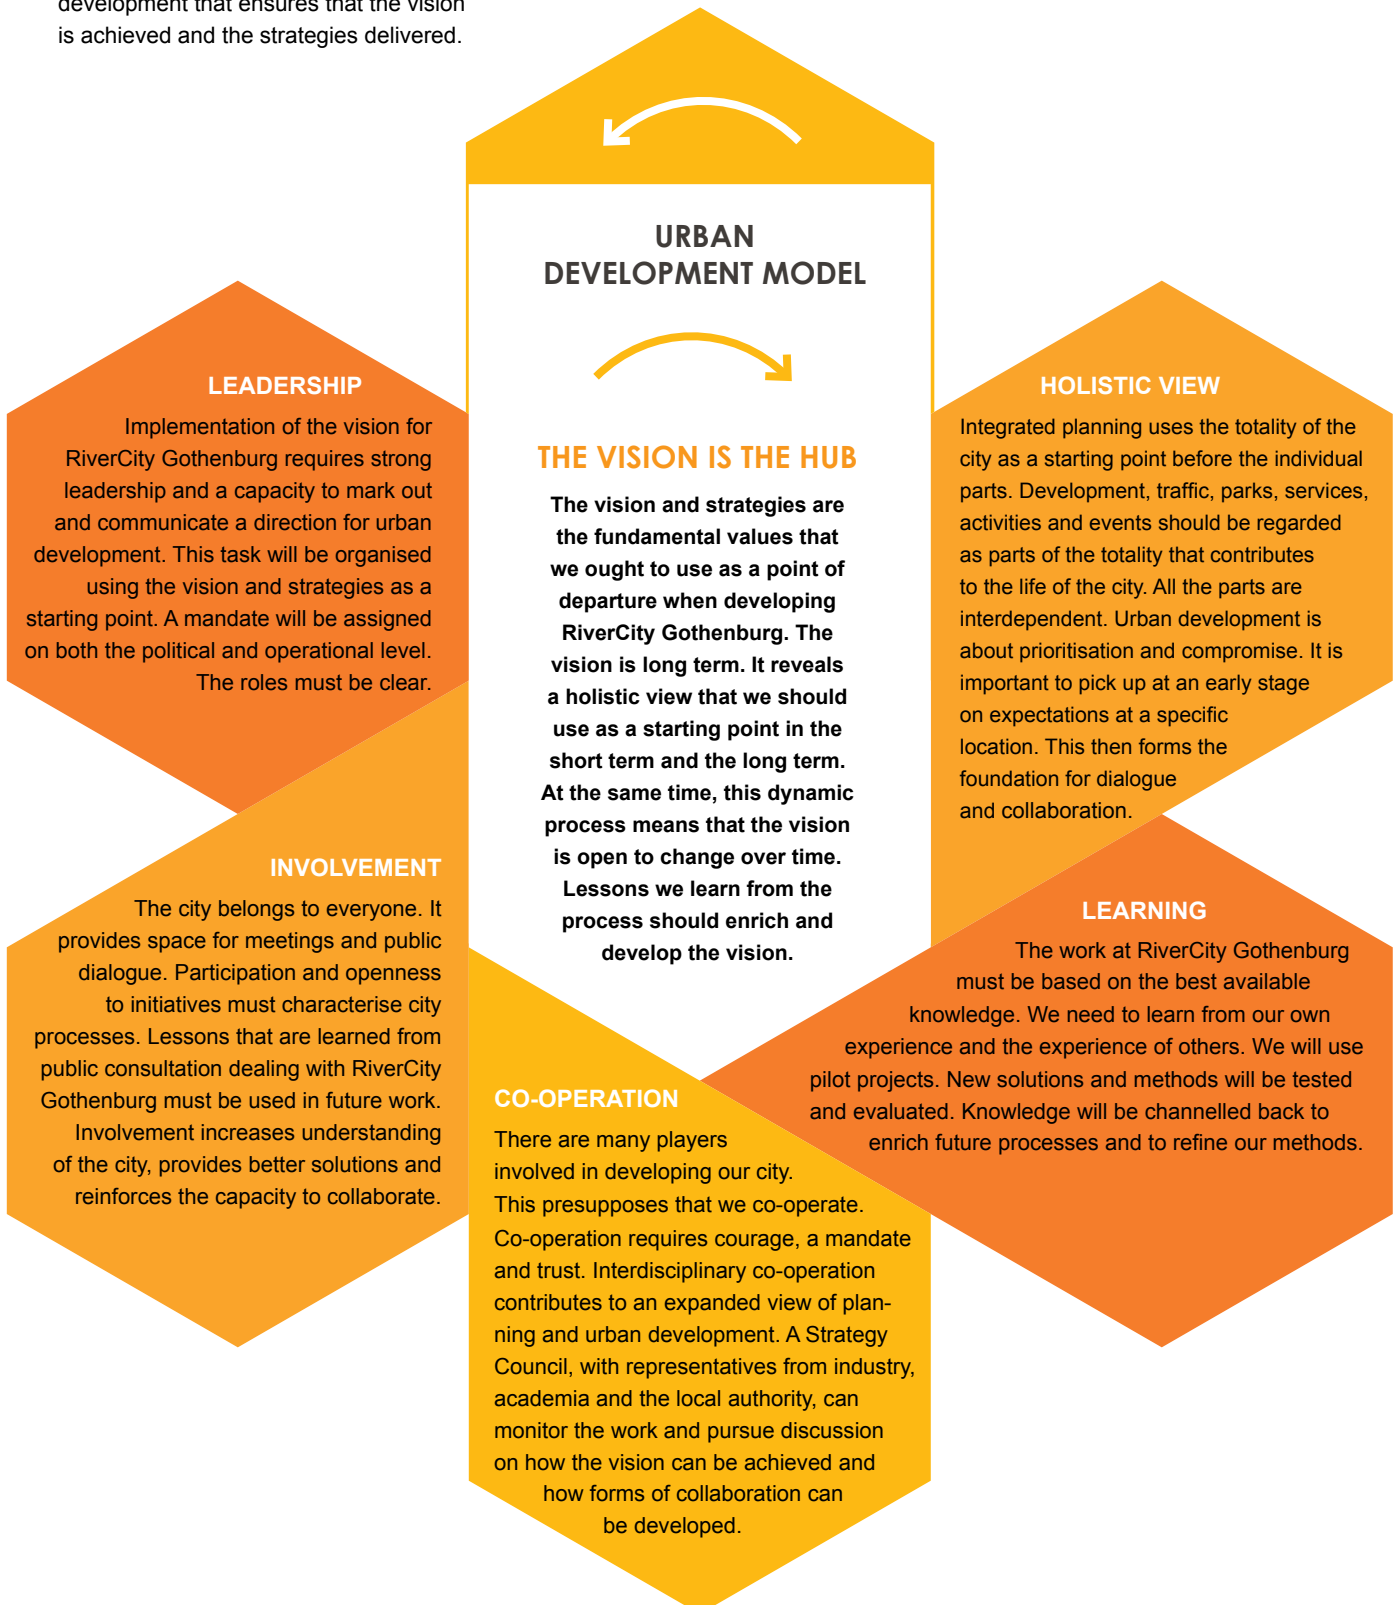 development that ensures that the vision
is achieved and the strategies delivered.
URBAN
DEVELOPMENT MODEL
THE VISION IS THE HUB
The vision and strategies are
the fundamental values that
we ought to use as a point of
departure when developing
RiverCity Gothenburg. The
vision is long term. It reveals
a holistic view that we should
use as a starting point in the
short term and the long term.
At the same time, this dynamic
process means that the vision
is open to change over time.
Lessons we learn from the
process should enrich and
develop the vision.
LEADERSHIP
Implementation of the vision for
RiverCity Gothenburg requires strong
leadership and a capacity to mark out
and communicate a direction for urban
development. This task will be organised
using the vision and strategies as a
starting point. A mandate will be assigned
on both the political and operational level.
The roles must be clear.
HOLISTIC VIEW
Integrated planning uses the totality of the
city as a starting point before the individual
parts. Development, traffic, parks, services,
activities and events should be regarded
as parts of the totality that contributes
to the life of the city. All the parts are
interdependent. Urban development is
about prioritisation and compromise. It is
important to pick up at an early stage
on expectations at a specific
location. This then forms the
foundation for dialogue
and collaboration.
INVOLVEMENT
The city belongs to everyone. It
provides space for meetings and public
dialogue. Participation and openness
to initiatives must characterise city
processes. Lessons that are learned from
public consultation dealing with RiverCity
Gothenburg must be used in future work.
Involvement increases understanding
of the city, provides better solutions and
reinforces the capacity to collaborate.
LEARNING
The work at RiverCity Gothenburg
must be based on the best available
knowledge. We need to learn from our own
experience and the experience of others. We will use
pilot projects. New solutions and methods will be tested
and evaluated. Knowledge will be channelled back to
enrich future processes and to refine our methods.
CO-OPERATION
There are many players
involved in developing our city.
This presupposes that we co-operate.
Co-operation requires courage, a mandate
and trust. Interdisciplinary co-operation
contributes to an expanded view of plan-
ning and urban development. A Strategy
Council, with representatives from industry,
academia and the local authority, can
monitor the work and pursue discussion
on how the vision can be achieved and
how forms of collaboration can
be developed.